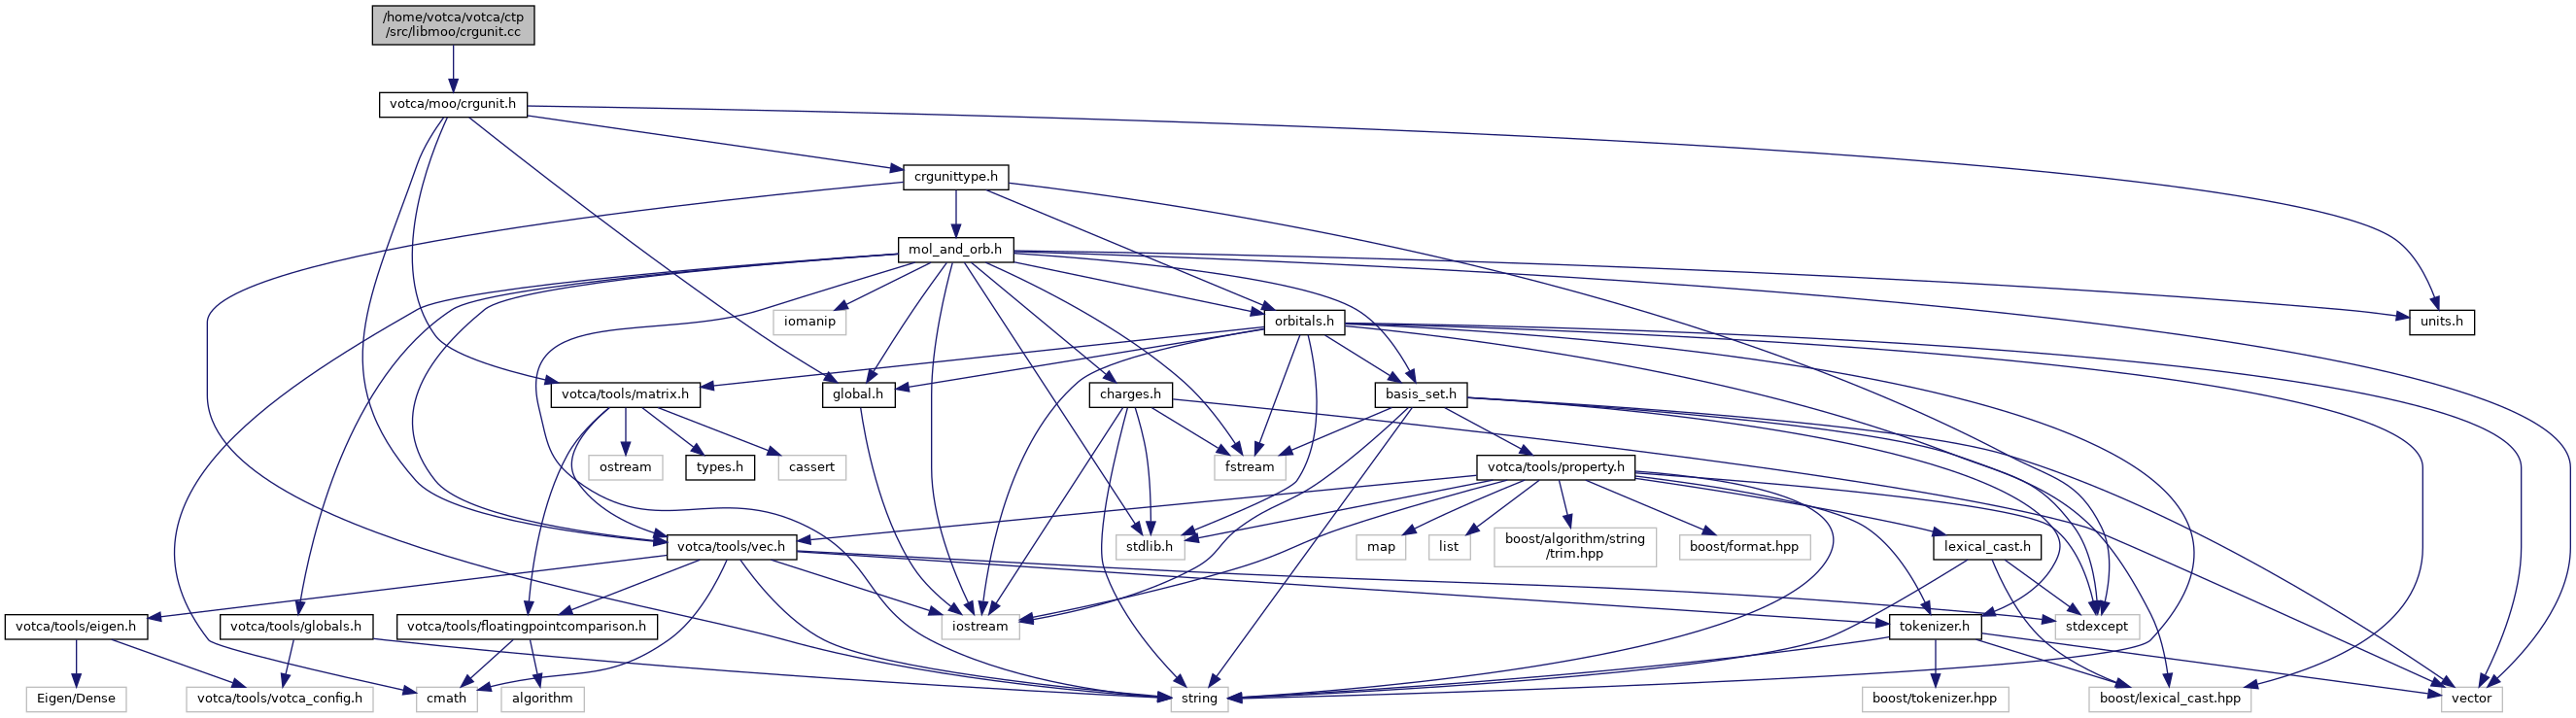 /home/votca/votca/ctp
/src/libmoo/crgunit.cc
votca/moo/crgunit.h
crgunittype.h
mol_and_orb.h
iomanip
orbitals.h
units.h
votca/tools/matrix.h
global.h
charges.h
basis_set.h
ostream
types.h
cassert
fstream
votca/tools/property.h
votca/tools/vec.h
stdlib.h
map
list
boost/algorithm/string
/trim.hpp
boost/format.hpp
lexical_cast.h
votca/tools/eigen.h
votca/tools/globals.h
votca/tools/floatingpointcomparison.h
iostream
tokenizer.h
stdexcept
Eigen/Dense
votca/tools/votca_config.h
cmath
algorithm
string
boost/tokenizer.hpp
boost/lexical_cast.hpp
vector